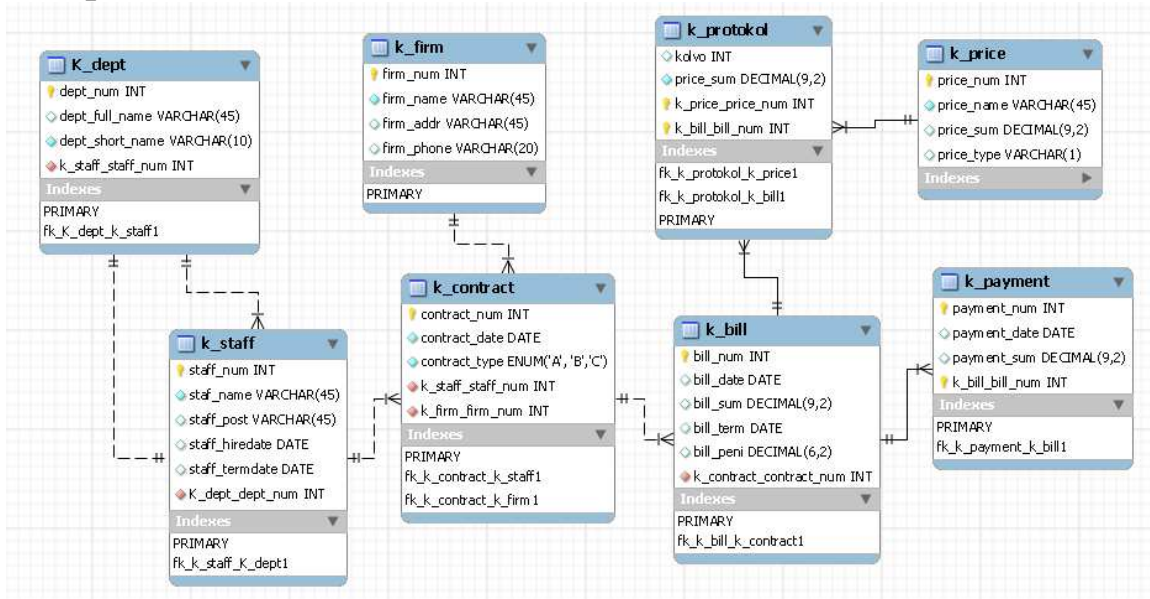 K_dept
dept_num INT
dept_full_name VARCHAR(45)
dept_short_name VARCHAR(10)
k_staff_staff_num INT
Indexes
PRIMARY
fk_K_dept_k_staff1
k_firm
firm_num INT
firm_name VARCHAR(45)
firm_addr VARCHAR(45)
firm_phone VARCHAR(20)
Indexes
PRIMARY
k_protokol
kolvo INT
price_sum DECIMAL(9,2)
k_price_price_num INT
k_bill_bill_num INT
Indexes
fk_k_protokol_k_price1
fk_k_protokol_k_bill1
PRIMARY
k_price
price_num INT
price_name VARCHAR(45)
price_sum DECIMAL(9,2)
price_type VARCHAR(1)
Indexes
k_staff
staff_num INT
staf_name VARCHAR(45)
staff_post VARCHAR(45)
staff_hiredate DATE
staff_termdate DATE
K_dept_dept_num INT
Indexes
PRIMARY
fk_k_staff_K_dept1
k_contract
contract_num INT
contract_date DATE
contract_type ENUM('A', 'B','C')
k_staff_staff_num INT
k_firm_firm_num INT
Indexes
PRIMARY
fk_k_contract_k_staff1
fk_k_contract_k_firm1
k_bill
bill_num INT
bill_date DATE
bill_sum DECIMAL(9,2)
bill_term DATE
bill_peni DECIMAL(6,2)
k_contract_contract_num INT
Indexes
PRIMARY
fk_k_bill_k_contract1
k_payment
payment_num INT
payment_date DATE
payment_sum DECIMAL(9,2)
k_bill_bill_num INT
Indexes
PRIMARY
fk_k_payment_k_bill1